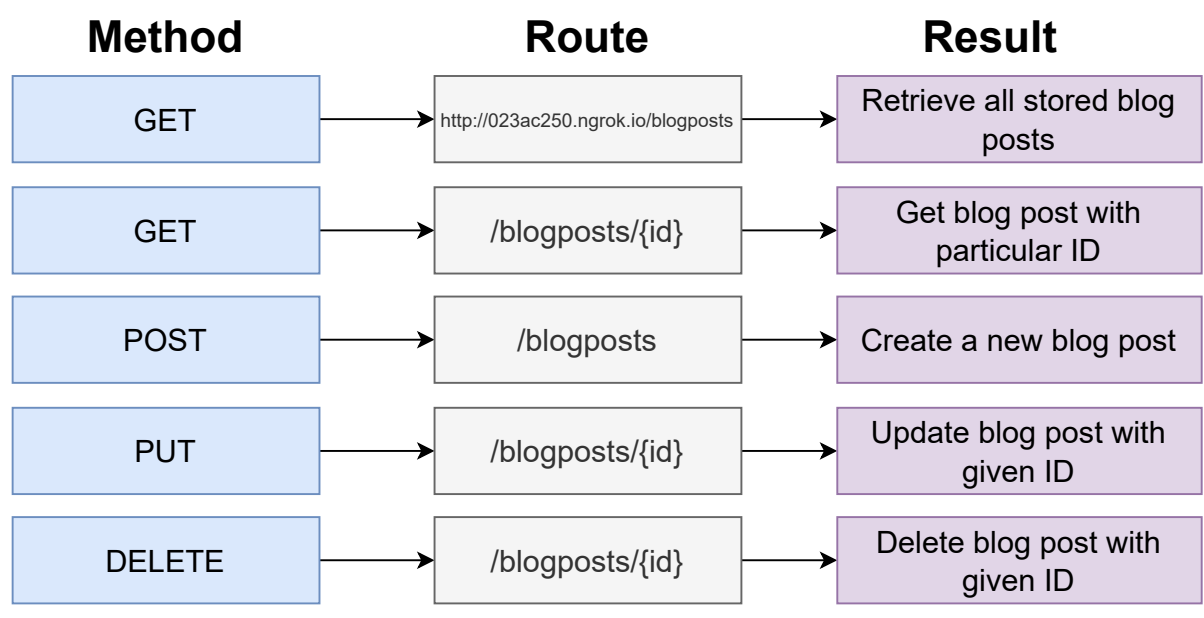 Method Route Result
GET
http://023ac250.ngrok.io/blogposts
Retrieve all stored blog
posts
GET
/blogposts/{id}
Get blog post with
particular ID
POST
/blogposts
Create a new blog post
PUT
/blogposts/{id}
Update blog post with
given ID
DELETE
/blogposts/{id}
Delete blog post with
given ID